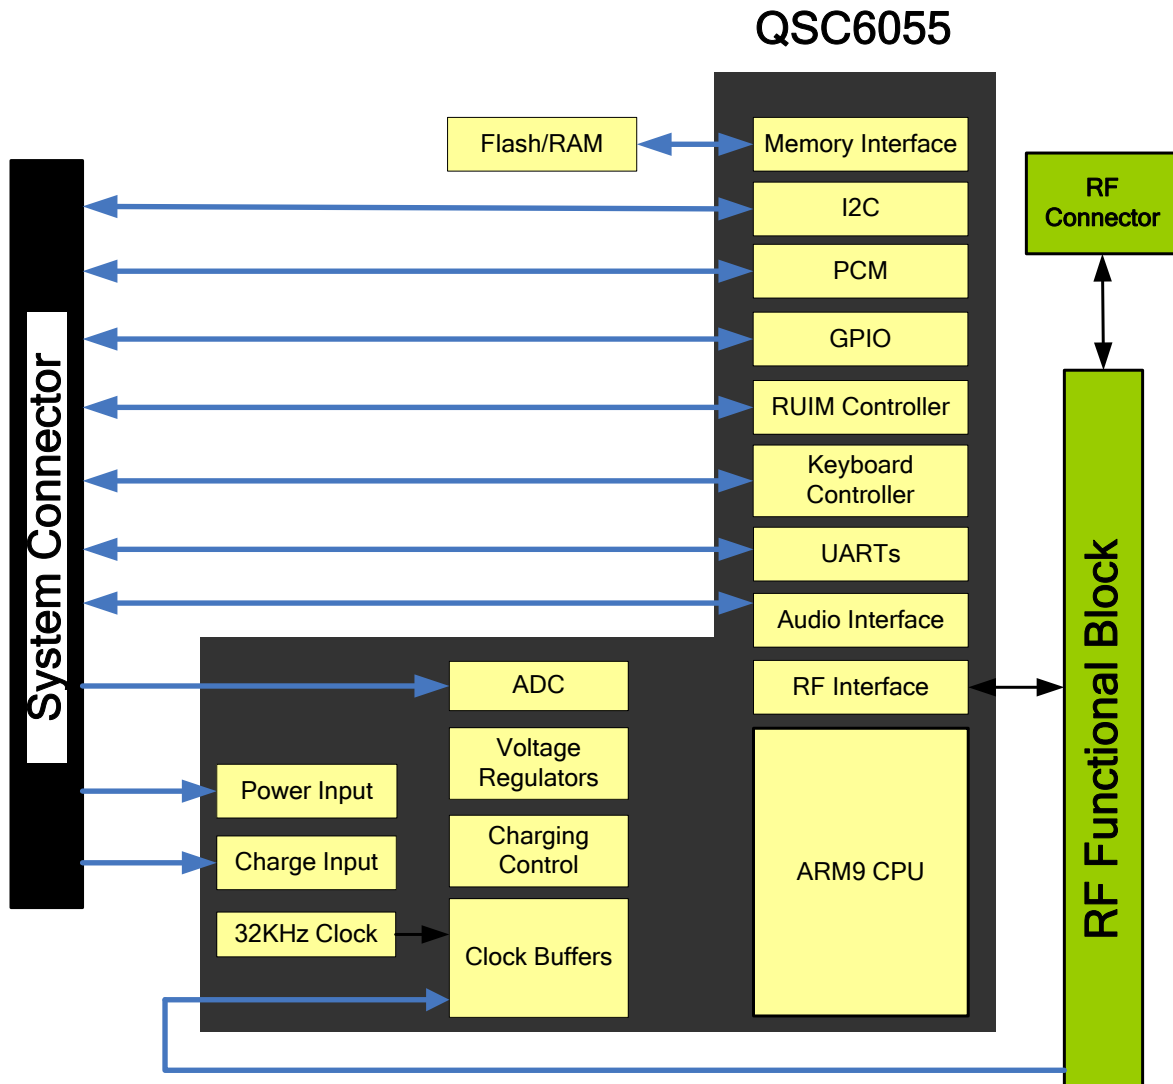 QSC6055
Flash/RAM
Memory Interface
I2C
PCM
GPIO
RUIM Controller
Keyboard
Controller
UARTs
Audio Interface
RF Interface
ARM9 CPU
RF
Connector
RF Functional Block
System Connector
ADC
Voltage
Regulators
Power Input
Charging
Control
Charge Input
32KHz Clock
Clock Buffers